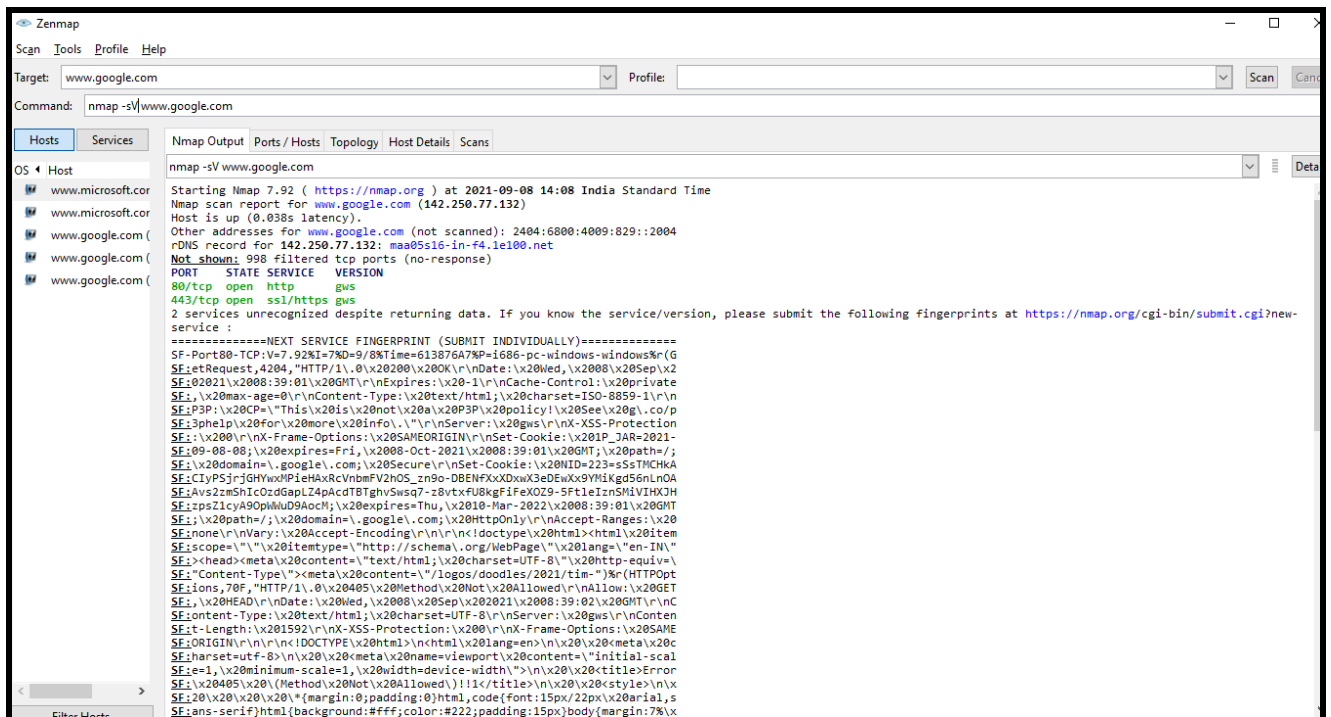 Zenmap
Scan Tools Profile Help
Target: www.google.com Profile: Scan Canc
Command: nmap -sV www.google.com
Hosts Services Nmap Output Ports / Hosts Topology Host Details Scans
OS Host nmap -sV www.google.com Deta
www.microsoft.cor
www.microsoft.cor
www.google.com (
www.google.com (
www.google.com (
Starting Nmap 7.92 ( https://nmap.org ) at 2021-09-08 14:08 India Standard Time
Nmap scan report for www.google.com (142.250.77.132)
Host is up (0.038s latency).
Other addresses for www.google.com (not scanned): 2404:6800:4009:829::2004
rDNS record for 142.250.77.132: maa05s16-in-f4.1e100.net
Not shown: 998 filtered tcp ports (no-response)
PORT STATE SERVICE VERSION
80/tcp open http gws
443/tcp open ssl/https gws
2 services unrecognized despite returning data. If you know the service/version, please submit the following fingerprints at https://nmap.org/cgi-bin/submit.cgi?new-
service :
==============NEXT SERVICE FINGERPRINT (SUBMIT INDIVIDUALLY)==============
SF-Port80-TCP:V=7.92%I=7%D=9/8%Time=613876A7%P=i686-pc-windows-windows%r(G
SF:etRequest,4204,"HTTP/1\.0\x20200\x20OK\r\nDate:\x20Wed,\x2008\x20Sep\x2
SF:02021\x2008:39:01\x20GMT\r\nExpires:\x20-1\r\nCache-Control:\x20private
SF:,\x20max-age=0\r\nContent-Type:\x20text/html;\x20charset=ISO-8859-1\r\n
SF:P3P:\x20CP=\"This\x20is\x20not\x20a\x20P3P\x20policy!\x20See\x20g\.co/p
SF:3phelp\x20for\x20more\x20info\.\"\r\nServer:\x20gws\r\nX-XSS-Protection
SF::\x200\r\nX-Frame-Options:\x20SAMEORIGIN\r\nSet-Cookie:\x201P_JAR=2021-
SF:09-08-08;\x20expires=Fri,\x2008-Oct-2021\x2008:39:01\x20GMT;\x20path=/;
SF:\x20domain=\.google\.com;\x20Secure\r\nSet-Cookie:\x20NID=223=sSsTMCHkA
SF:CIyPSjrjGHYwxMPieHAxRcVnbmFV2hOS_zn9o-DBENfXxXDxwX3eDEwXx9YMiKgd56nLnOA
SF:Avs2zmShIcOzdGapLZ4pAcdTBTghvSwsq7-z8vtxfU8kgFiFeXOZ9-5FtleIznSMiVIHXJH
SF:zpsZ1cyA9OpWWuD9AocM;\x20expires=Thu,\x2010-Mar-2022\x2008:39:01\x20GMT
SF:;\x20path=/;\x20domain=\.google\.com;\x20HttpOnly\r\nAccept-Ranges:\x20
SF:none\r\nVary:\x20Accept-Encoding\r\n\r\n<!doctype\x20html><html\x20item
SF:scope=\"\"\x20itemtype=\"http://schema\.org/WebPage\"\x20lang=\"en-IN\"
SF:><head><meta\x20content=\"text/html;\x20charset=UTF-8\"\x20http-equiv=\
SF:"Content-Type\"><meta\x20content=\"/logos/doodles/2021/tim-")%r(HTTPOpt
SF:ions,70F,"HTTP/1\.0\x20405\x20Method\x20Not\x20Allowed\r\nAllow:\x20GET
SF:,\x20HEAD\r\nDate:\x20Wed,\x2008\x20Sep\x202021\x2008:39:02\x20GMT\r\nC
SF:ontent-Type:\x20text/html;\x20charset=UTF-8\r\nServer:\x20gws\r\nConten
SF:t-Length:\x201592\r\nX-XSS-Protection:\x200\r\nX-Frame-Options:\x20SAME
SF:ORIGIN\r\n\r\n<!DOCTYPE\x20html>\n<html\x20lang=en>\n\x20\x20<meta\x20c
SF:harset=utf-8>\n\x20\x20<meta\x20name=viewport\x20content=\"initial-scal
SF:e=1,\x20minimum-scale=1,\x20width=device-width\">\n\x20\x20<title>Error
SF:\x20405\x20\(Method\x20Not\x20Allowed\)!!1</title>\n\x20\x20<style>\n\x
SF:20\x20\x20\x20\*{margin:0;padding:0}html,code{font:15px/22px\x20arial,s
SF:ans-serif}html{background:#fff;color:#222;padding:15px}body{margin:7%\x
Filter Hosts